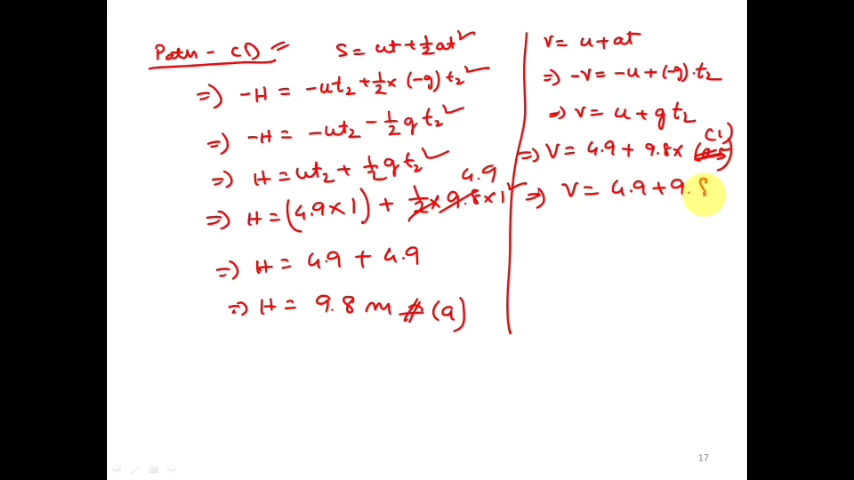 Path - CD =
S = ut + ½at²
=) -H = -ut₂ + ½ × (-g) t₂²
=) -H = -ut₂ - ½ g t₂²
=) H = ut₂ + ½ g t₂²
4.9
=) H = (4.9 × 1) + ½ × 9.8 × 1²
=) H = 4.9 + 4.9
=) H = 9.8 m # (a)
V = u + at
=) -V = -u + (-g) . t₂
=) V = u + g t₂
(1)
=) V = 4.9 + 9.8 ×
=) V = 4.9 + 9.8
17